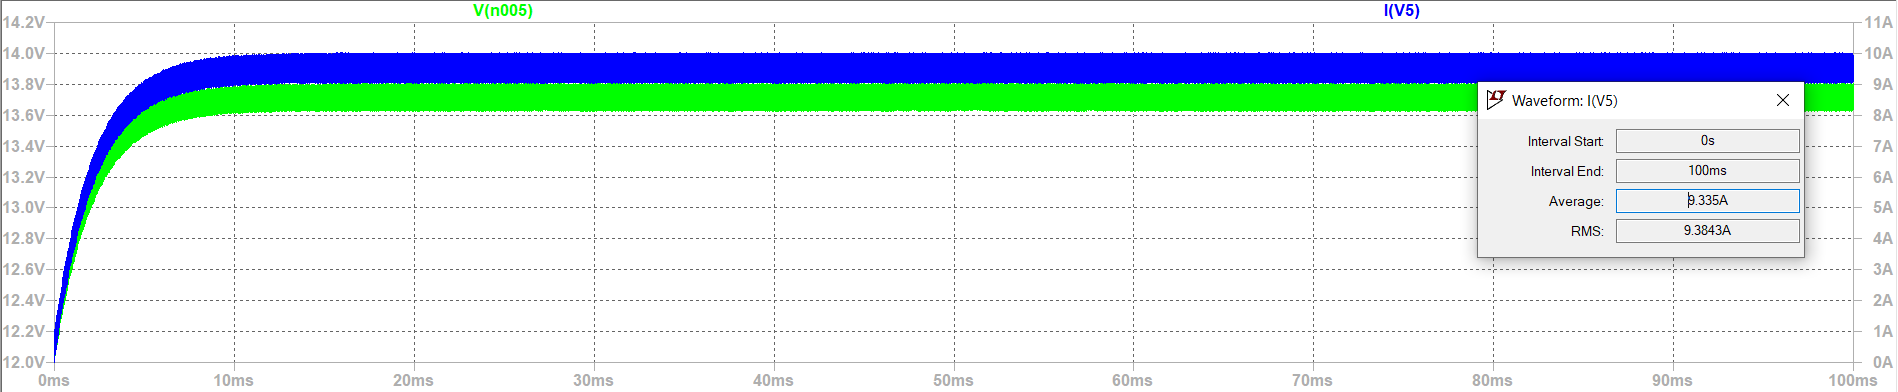 V(n005) I(V5)
14.2V 11A
14.0V 10A
13.8V 9A
13.6V 8A
13.4V 7A
13.2V 6A
13.0V 5A
12.8V 4A
12.6V 3A
12.4V 2A
12.2V 1A
12.0V 0A
0ms 10ms 20ms 30ms 40ms 50ms 60ms 70ms 80ms 90ms 100ms
Waveform: I(V5)
Interval Start: 0s
Interval End: 100ms
Average: 9.335A
RMS: 9.3843A